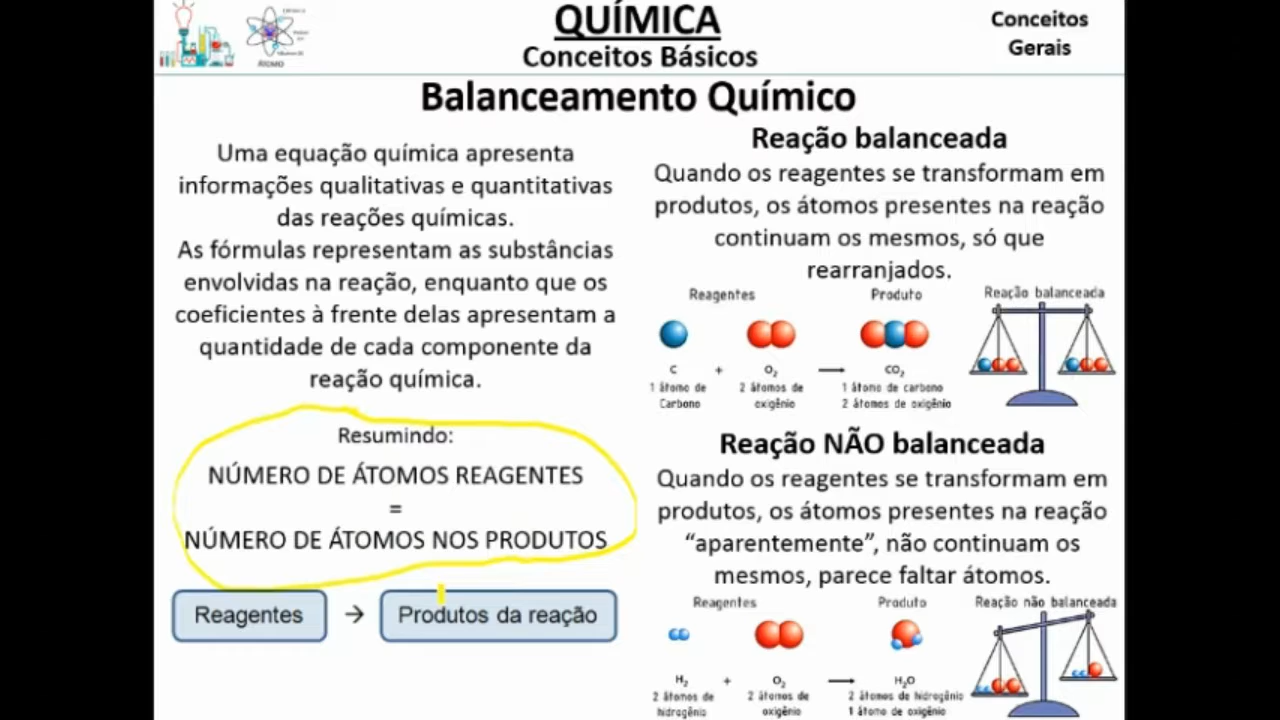 QUÍMICA
Conceitos Básicos
Conceitos
Gerais
ÁTOMO
Balanceamento Químico
Uma equação química apresenta
informações qualitativas e quantitativas
das reações químicas.
As fórmulas representam as substâncias
envolvidas na reação, enquanto que os
coeficientes à frente delas apresentam a
quantidade de cada componente da
reação química.
Resumindo:
NÚMERO DE ÁTOMOS REAGENTES
=
NÚMERO DE ÁTOMOS NOS PRODUTOS
Reagentes → Produtos da reação
Reação balanceada
Quando os reagentes se transformam em
produtos, os átomos presentes na reação
continuam os mesmos, só que
rearranjados.
Reagentes Produto Reação balanceada
C + O₂ → CO₂
1 átomo de 2 átomos de 1 átomo de carbono
Carbono oxigênio 2 átomos de oxigênio
Reação NÃO balanceada
Quando os reagentes se transformam em
produtos, os átomos presentes na reação
“aparentemente”, não continuam os
mesmos, parece faltar átomos.
Reagentes Produto Reação não balanceada
H₂ + O₂ → H₂O
2 átomos de 2 átomos de 2 átomos de hidrogênio
hidrogênio oxigênio 1 átomo de oxigênio